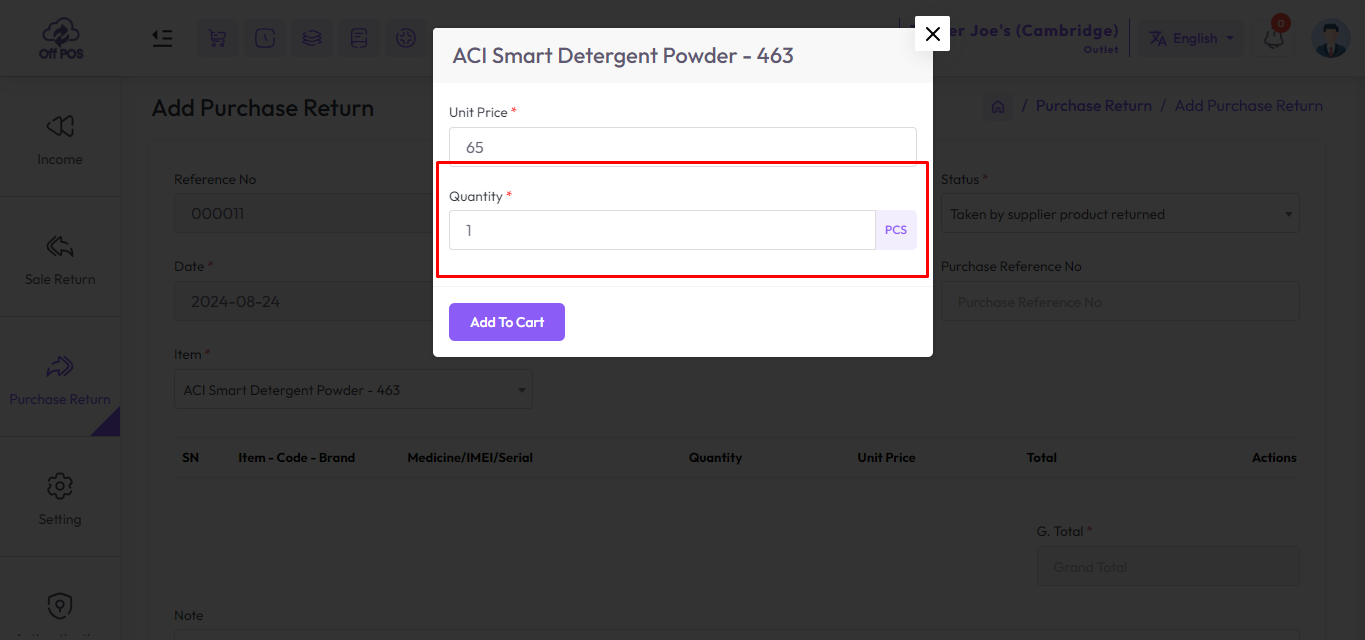 Off POS
er Joe's (Cambridge)
Outlet
English
0
ACI Smart Detergent Powder - 463
Add Purchase Return
/ Purchase Return / Add Purchase Return
Income
Sale Return
Purchase Return
Setting
Unit Price *
65
Quantity *
1
PCS
Add To Cart
Reference No
000011
Status *
Taken by supplier product returned
Date *
2024-08-24
Purchase Reference No
Purchase Reference No
Item *
ACI Smart Detergent Powder - 463
SN Item - Code - Brand Medicine/IMEI/Serial Quantity Unit Price Total Actions
G. Total *
Grand Total
Note